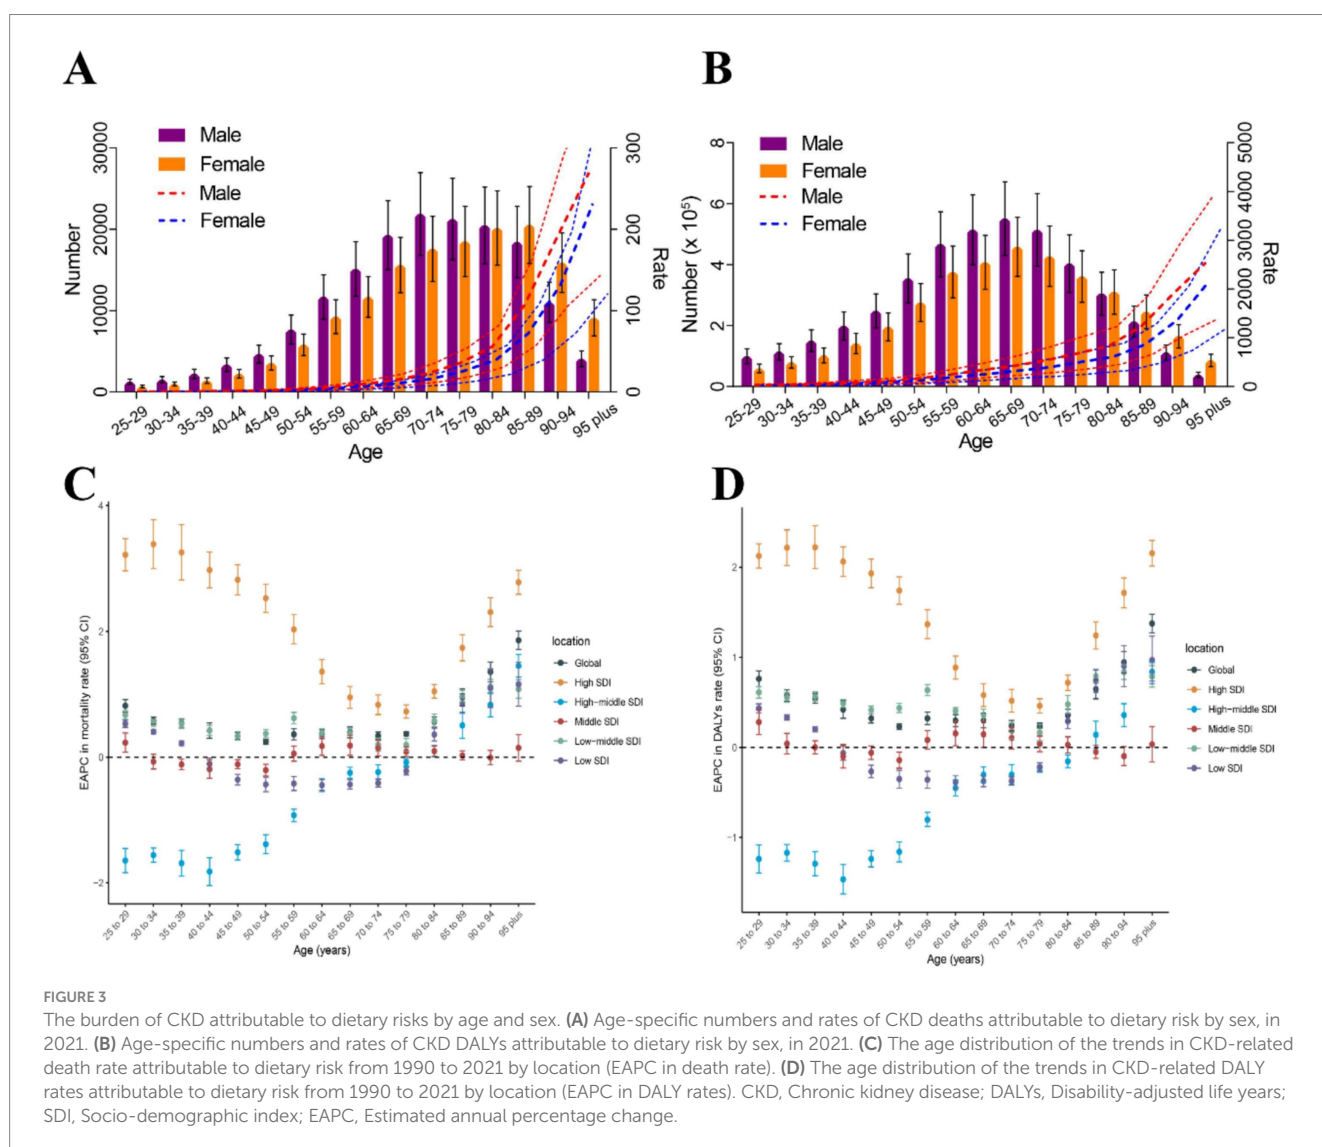 A
Male
Female
Male
Female
Number
30000
20000
10000
0
Rate
300
200
100
0
25-29
30-34
35-39
40-44
45-49
50-54
55-59
60-64
65-69
70-74
75-79
80-84
85-89
90-94
95 plus
Age
B
Male
Female
Male
Female
Number (x 10⁵)
8
6
4
2
0
Rate
5000
4000
3000
2000
1000
0
25-29
30-34
35-39
40-44
45-49
50-54
55-59
60-64
65-69
70-74
75-79
80-84
85-89
90-94
95 plus
Age
C
EAPC in mortality rate (95% CI)
4
2
0
−2
25 to 29
30 to 34
35 to 39
40 to 44
45 to 49
50 to 54
55 to 59
60 to 64
65 to 69
70 to 74
75 to 79
80 to 84
85 to 89
90 to 94
95 plus
Age (years)
location
Global
High SDI
High-middle SDI
Middle SDI
Low-middle SDI
Low SDI
D
EAPC in DALYs rate (95% CI)
2
1
0
−1
25 to 29
30 to 34
35 to 39
40 to 44
45 to 49
50 to 54
55 to 59
60 to 64
65 to 69
70 to 74
75 to 79
80 to 84
85 to 89
90 to 94
95 plus
Age (years)
location
Global
High SDI
High-middle SDI
Middle SDI
Low-middle SDI
Low SDI
FIGURE 3
The burden of CKD attributable to dietary risks by age and sex. (A) Age-specific numbers and rates of CKD deaths attributable to dietary risk by sex, in
2021. (B) Age-specific numbers and rates of CKD DALYs attributable to dietary risk by sex, in 2021. (C) The age distribution of the trends in CKD-related
death rate attributable to dietary risk from 1990 to 2021 by location (EAPC in death rate). (D) The age distribution of the trends in CKD-related DALY
rates attributable to dietary risk from 1990 to 2021 by location (EAPC in DALY rates). CKD, Chronic kidney disease; DALYs, Disability-adjusted life years;
SDI, Socio-demographic index; EAPC, Estimated annual percentage change.